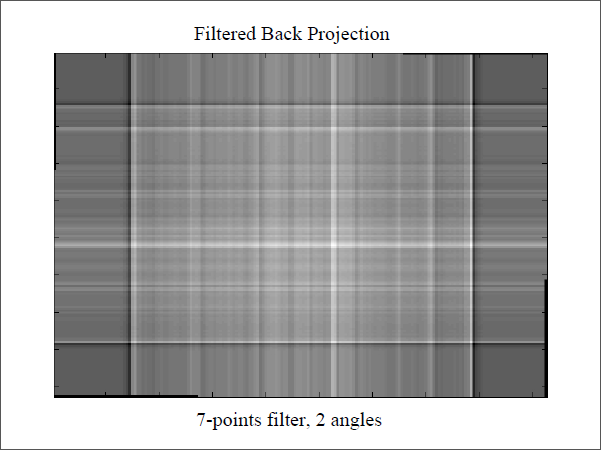 Filtered Back Projection
7-points filter, 2 angles